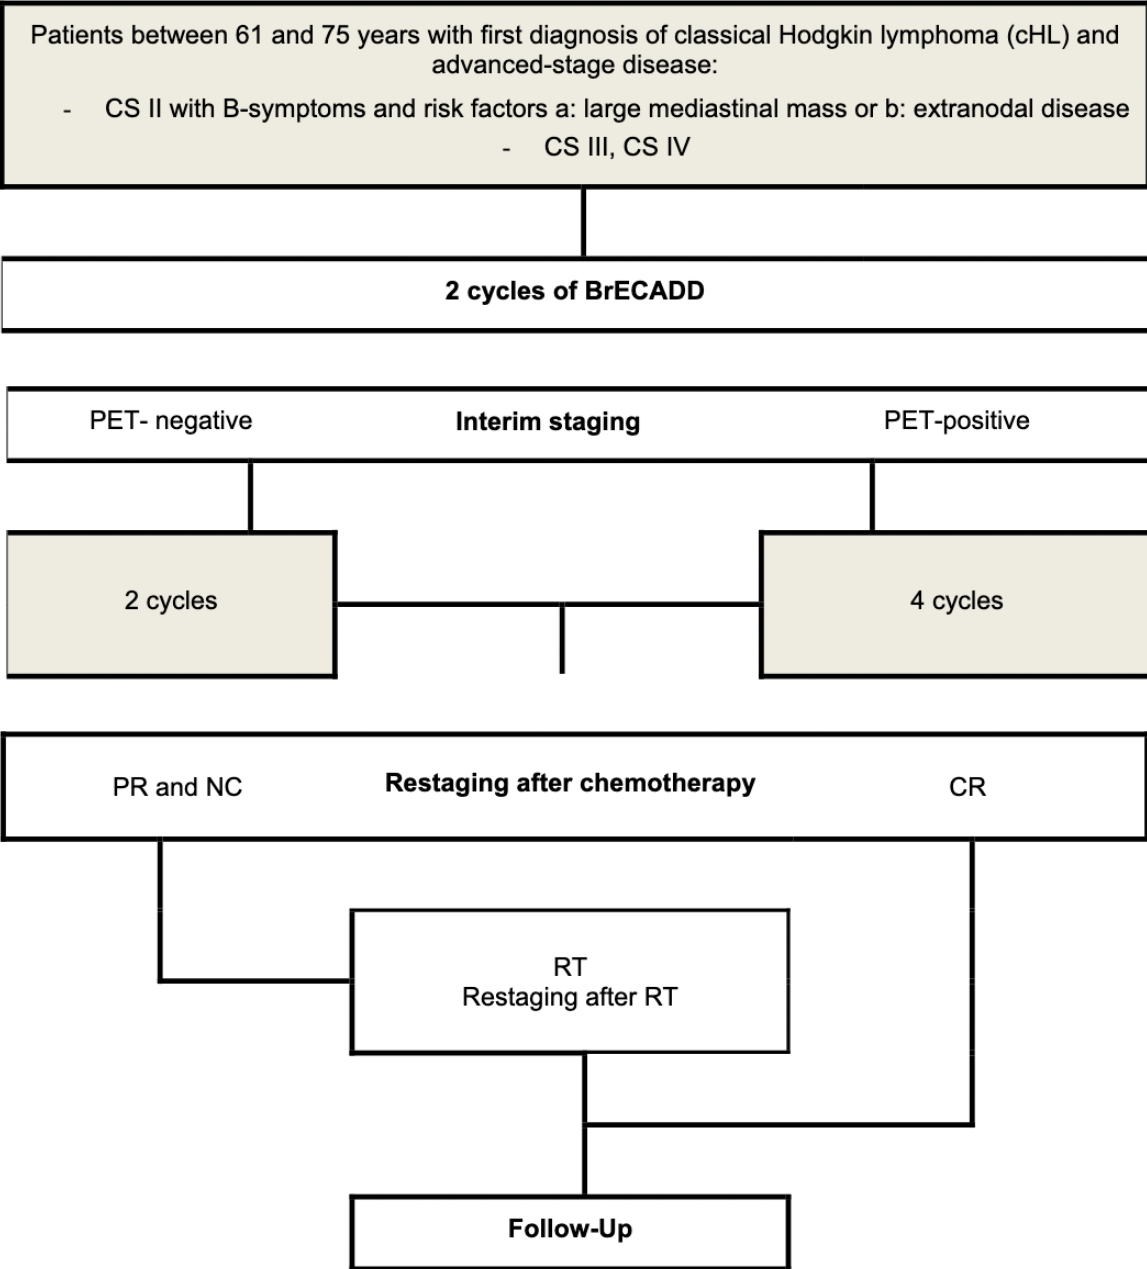 Patients between 61 and 75 years with first diagnosis of classical Hodgkin lymphoma (cHL) and
advanced-stage disease:
- CS II with B-symptoms and risk factors a: large mediastinal mass or b: extranodal disease
- CS III, CS IV
2 cycles of BrECADD
PET- negative Interim staging PET-positive
2 cycles 4 cycles
PR and NC Restaging after chemotherapy CR
RT
Restaging after RT
Follow-Up